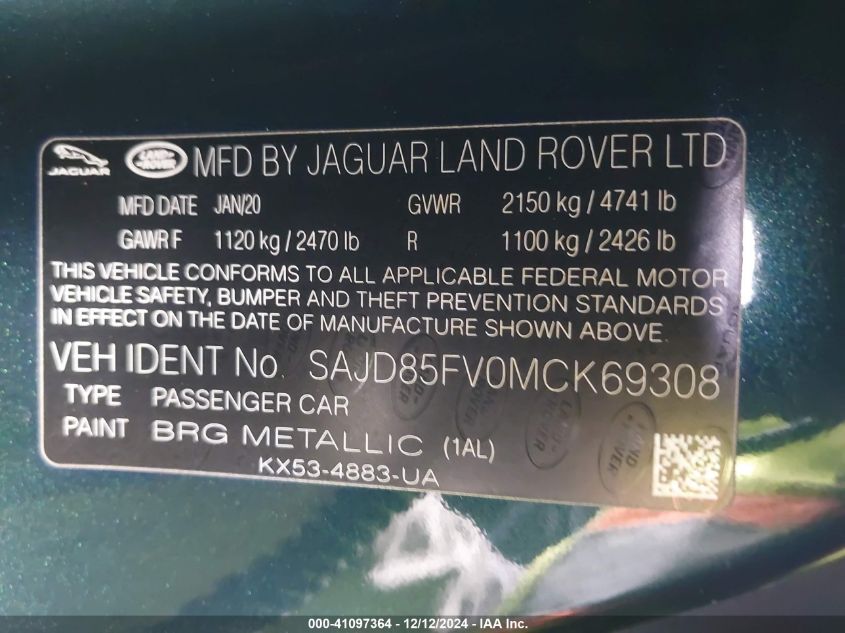 JAGUAR LAND ROVER MFD BY JAGUAR LAND ROVER LTD
MFD DATE JAN/20 GVWR 2150 kg / 4741 lb
GAWR F 1120 kg / 2470 lb R 1100 kg / 2426 lb
THIS VEHICLE CONFORMS TO ALL APPLICABLE FEDERAL MOTOR
VEHICLE SAFETY, BUMPER AND THEFT PREVENTION STANDARDS
IN EFFECT ON THE DATE OF MANUFACTURE SHOWN ABOVE.
VEH IDENT No. SAJD85FV0MCK69308
TYPE PASSENGER CAR
PAINT BRG METALLIC (1AL)
KX53-4883-UA
000-41097364 - 12/12/2024 - IAA Inc.